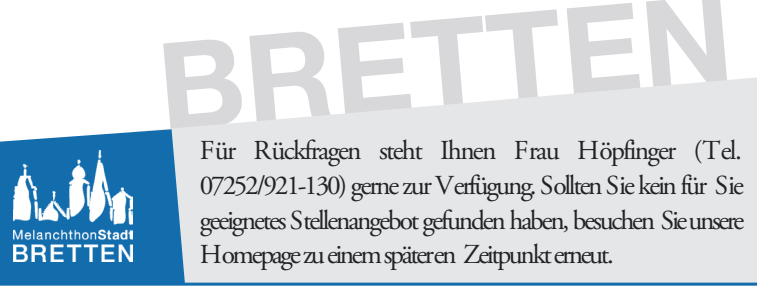 BRETTEN
Für Rückfragen steht Ihnen Frau Höpfinger (Tel.
07252/921-130) gerne zur Verfügung. Sollten Sie kein für Sie
geeignetes Stellenangebot gefunden haben, besuchen Sie unsere
Homepage zu einem späteren Zeitpunkt erneut.
MelanchthonStadt
BRETTEN